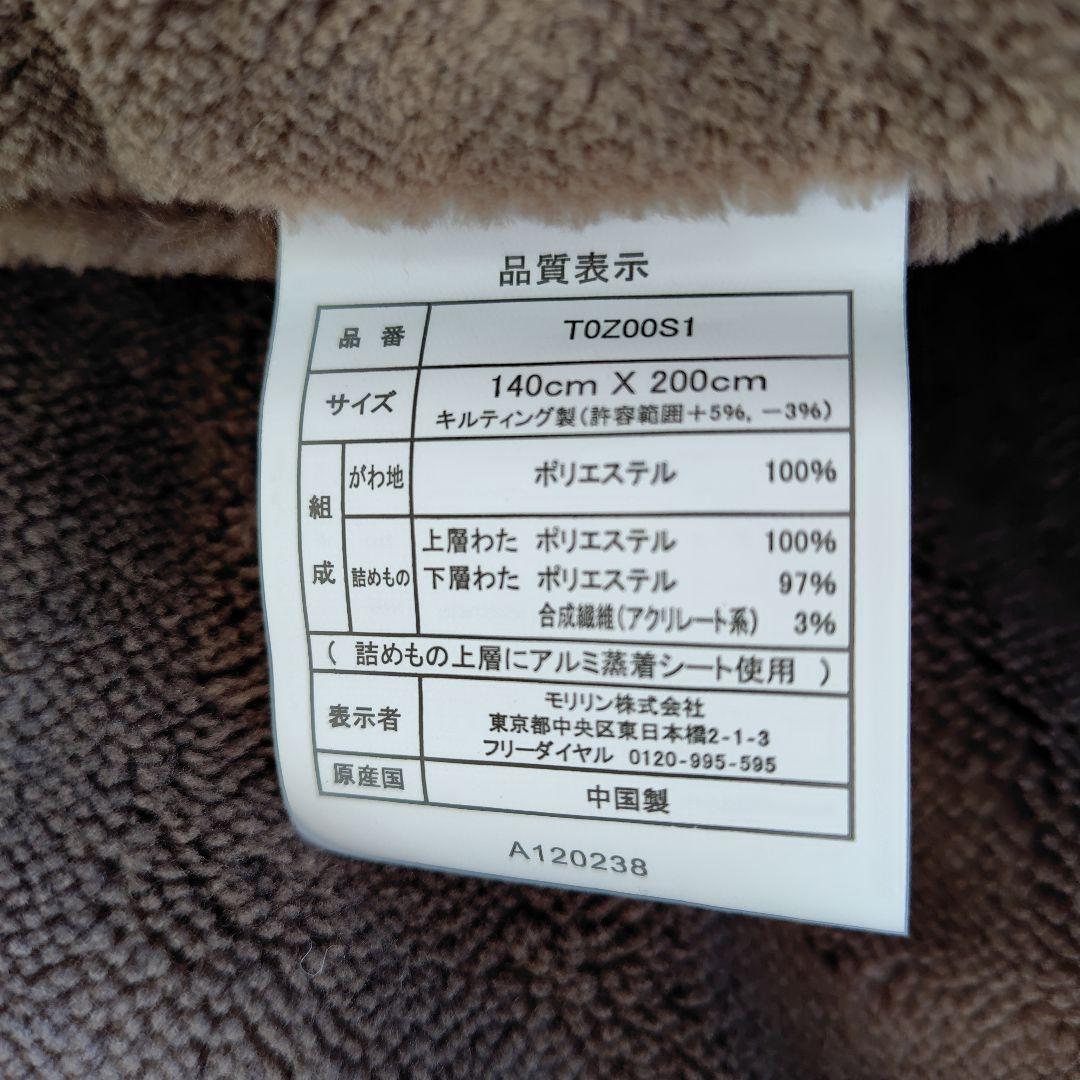 品質表示
品番 T0Z00S1
サイズ 140cm X 200cm
キルティング製(許容範囲+5%, -3%)
組成 がわ地 ポリエステル 100%
詰めもの 上層わた ポリエステル 100%
下層わた ポリエステル 97%
合成繊維(アクリレート系) 3%
( 詰めもの上層にアルミ蒸着シート使用 )
表示者 モリリン株式会社
東京都中央区東日本橋2-1-3
フリーダイヤル 0120-995-595
原産国 中国製
A120238